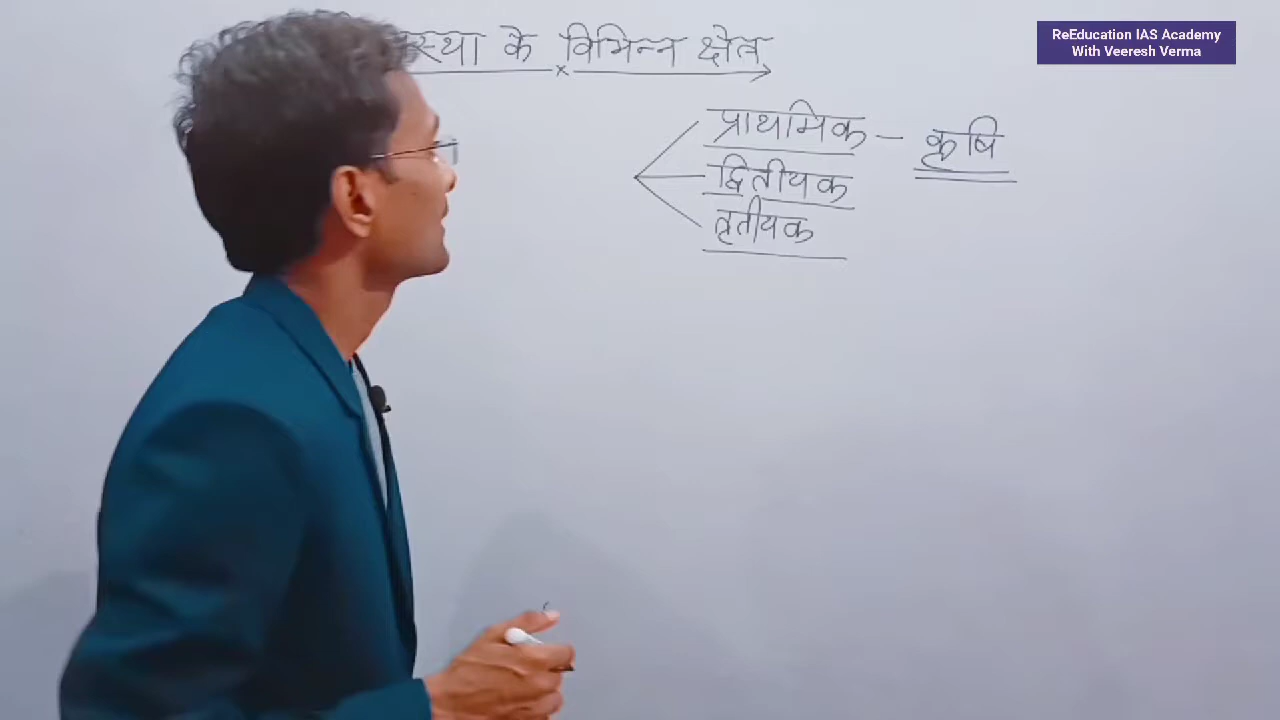 के विभिन्न क्षेत्र
ReEducation IAS Academy
With Veeresh Verma
प्राथमिक – कृषि
द्वितीयक
तृतीयक